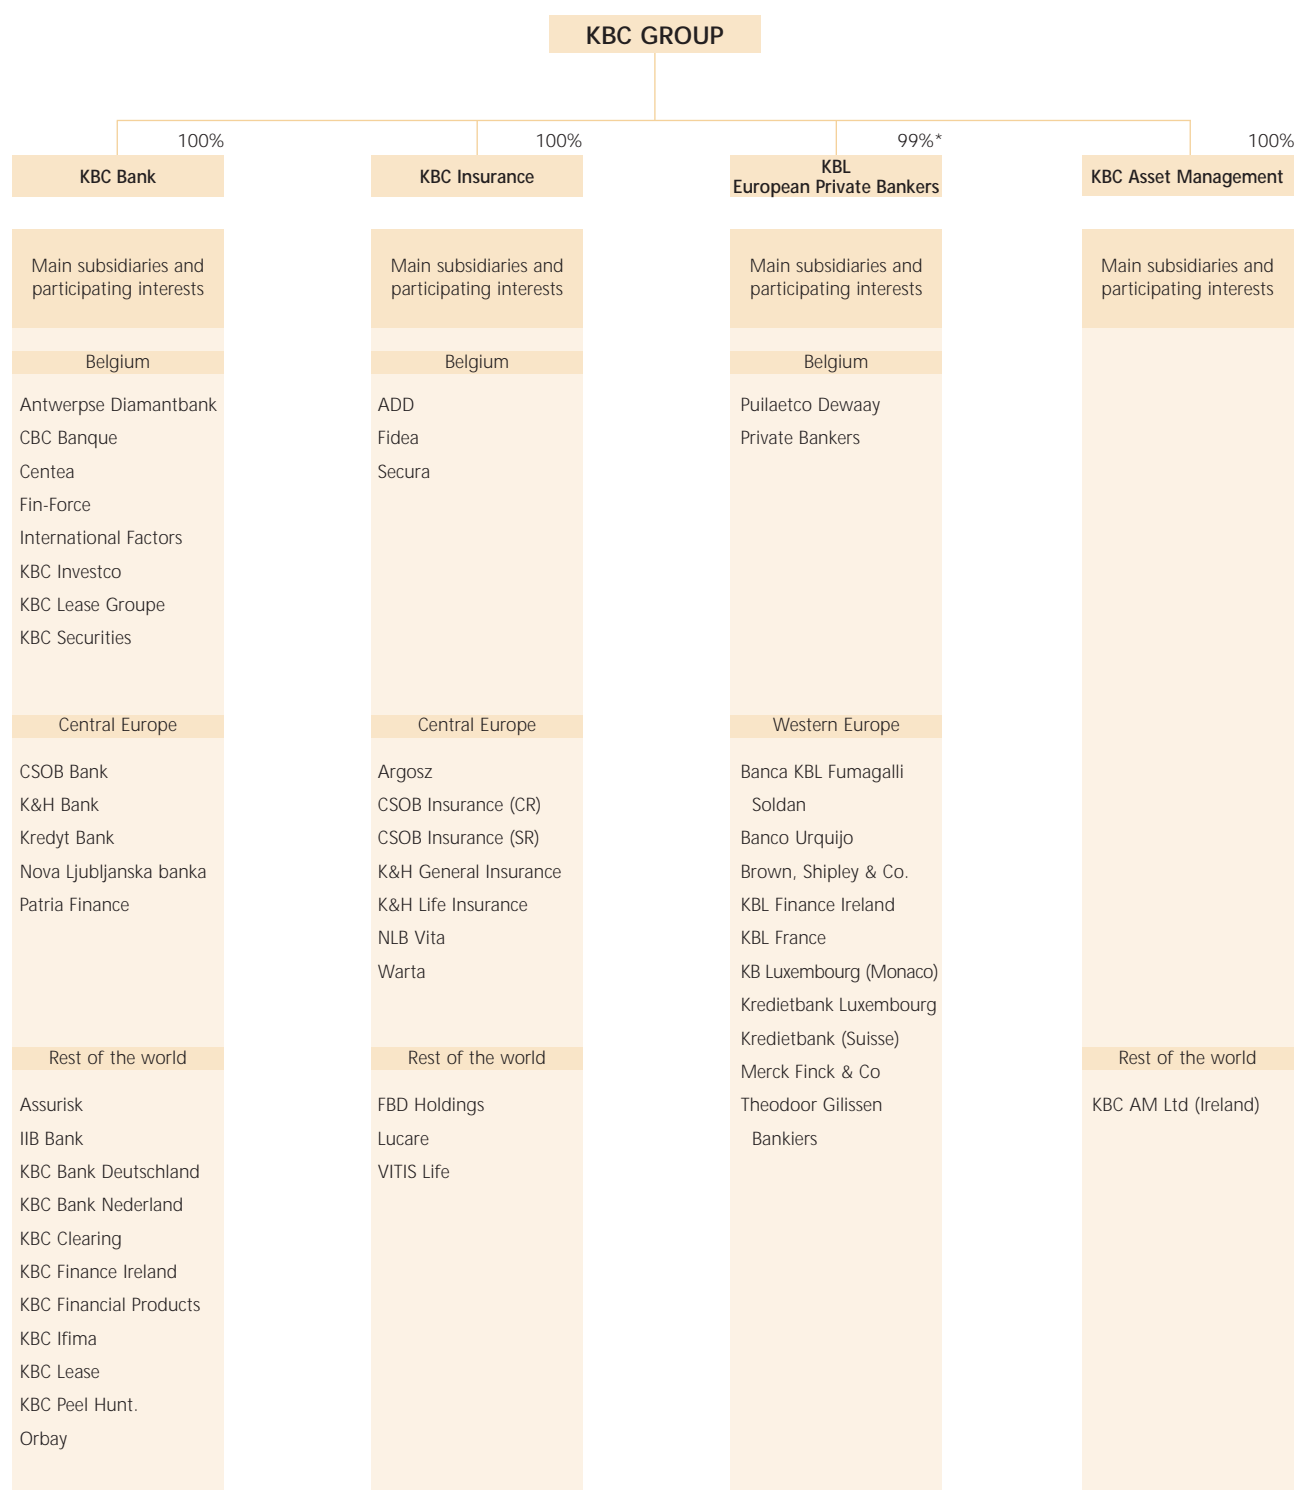 KBC GROUP
100%
KBC Bank
Main subsidiaries and
participating interests
Belgium
Antwerpse Diamantbank
CBC Banque
Centea
Fin-Force
International Factors
KBC Investco
KBC Lease Groupe
KBC Securities
Central Europe
CSOB Bank
K&H Bank
Kredyt Bank
Nova Ljubljanska banka
Patria Finance
Rest of the world
Assurisk
IIB Bank
KBC Bank Deutschland
KBC Bank Nederland
KBC Clearing
KBC Finance Ireland
KBC Financial Products
KBC Ifima
KBC Lease
KBC Peel Hunt.
Orbay
100%
KBC Insurance
Main subsidiaries and
participating interests
Belgium
ADD
Fidea
Secura
Central Europe
Argosz
CSOB Insurance (CR)
CSOB Insurance (SR)
K&H General Insurance
K&H Life Insurance
NLB Vita
Warta
Rest of the world
FBD Holdings
Lucare
VITIS Life
99%*
KBL
European Private Bankers
Main subsidiaries and
participating interests
Belgium
Puilaetco Dewaay
Private Bankers
Western Europe
Banca KBL Fumagalli
Soldan
Banco Urquijo
Brown, Shipley & Co.
KBL Finance Ireland
KBL France
KB Luxembourg (Monaco)
Kredietbank Luxembourg
Kredietbank (Suisse)
Merck Finck & Co
Theodoor Gilissen
Bankiers
100%
KBC Asset Management
Main subsidiaries and
participating interests
Rest of the world
KBC AM Ltd (Ireland)